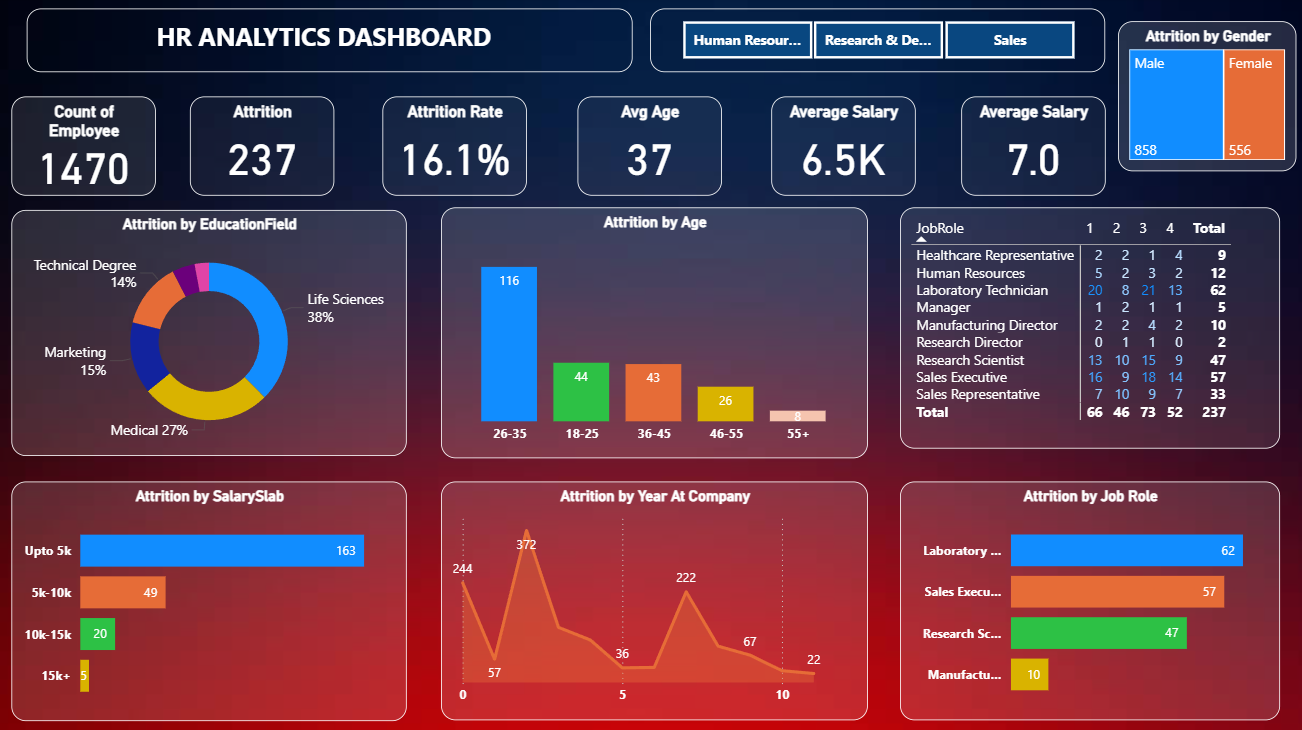 HR ANALYTICS DASHBOARD
Human Resour...
Research & De...
Sales
Attrition by Gender
Male
Female
858
556
Count of
Employee
1470
Attrition
237
Attrition Rate
16.1%
Avg Age
37
Average Salary
6.5K
Average Salary
7.0
Attrition by EducationField
Technical Degree
14%
Life Sciences
38%
Marketing
15%
Medical 27%
Attrition by Age
116
44
43
26
8
26-35
18-25
36-45
46-55
55+
JobRole 1 2 3 4 Total
Healthcare Representative 2 2 1 4 9
Human Resources 5 2 3 2 12
Laboratory Technician 20 8 21 13 62
Manager 1 2 1 1 5
Manufacturing Director 2 2 4 2 10
Research Director 0 1 1 0 2
Research Scientist 13 10 15 9 47
Sales Executive 16 9 18 14 57
Sales Representative 7 10 9 7 33
Total 66 46 73 52 237
Attrition by SalarySlab
Upto 5k 163
5k-10k 49
10k-15k 20
15k+ 5
Attrition by Year At Company
372
244
222
67
36
22
57
0 5 10
Attrition by Job Role
Laboratory ... 62
Sales Execu... 57
Research Sc... 47
Manufactu... 10